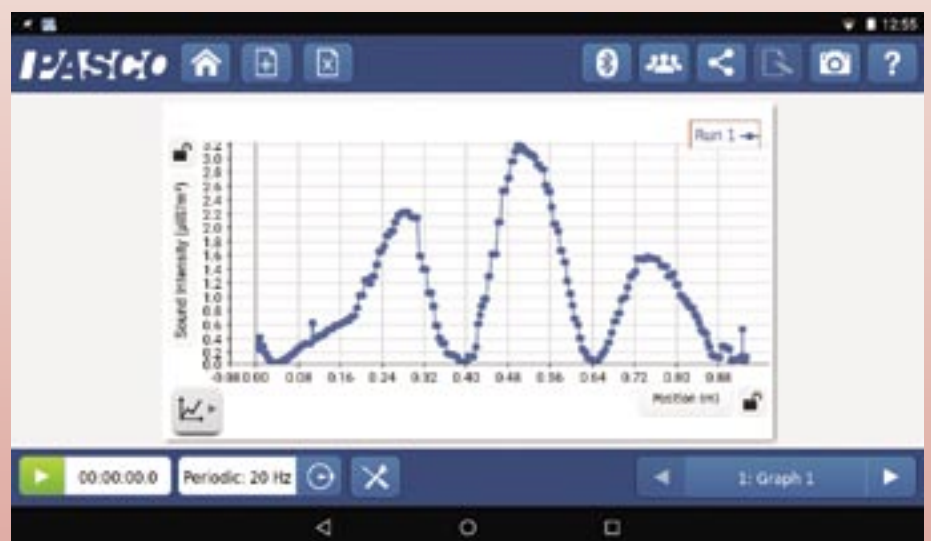 12:55
PASCO
?
Run 1
3.2
3.0
2.8
2.6
2.4
2.2
2.0
1.8
1.6
1.4
1.2
1.0
0.8
0.6
0.4
0.2
0.0
Sound Intensity (µW/m²)
-0.08 0.00 0.08 0.16 0.24 0.32 0.40 0.48 0.56 0.64 0.72 0.80 0.88
Position (m)
00:00:00.0
Periodic: 20 Hz
1: Graph 1